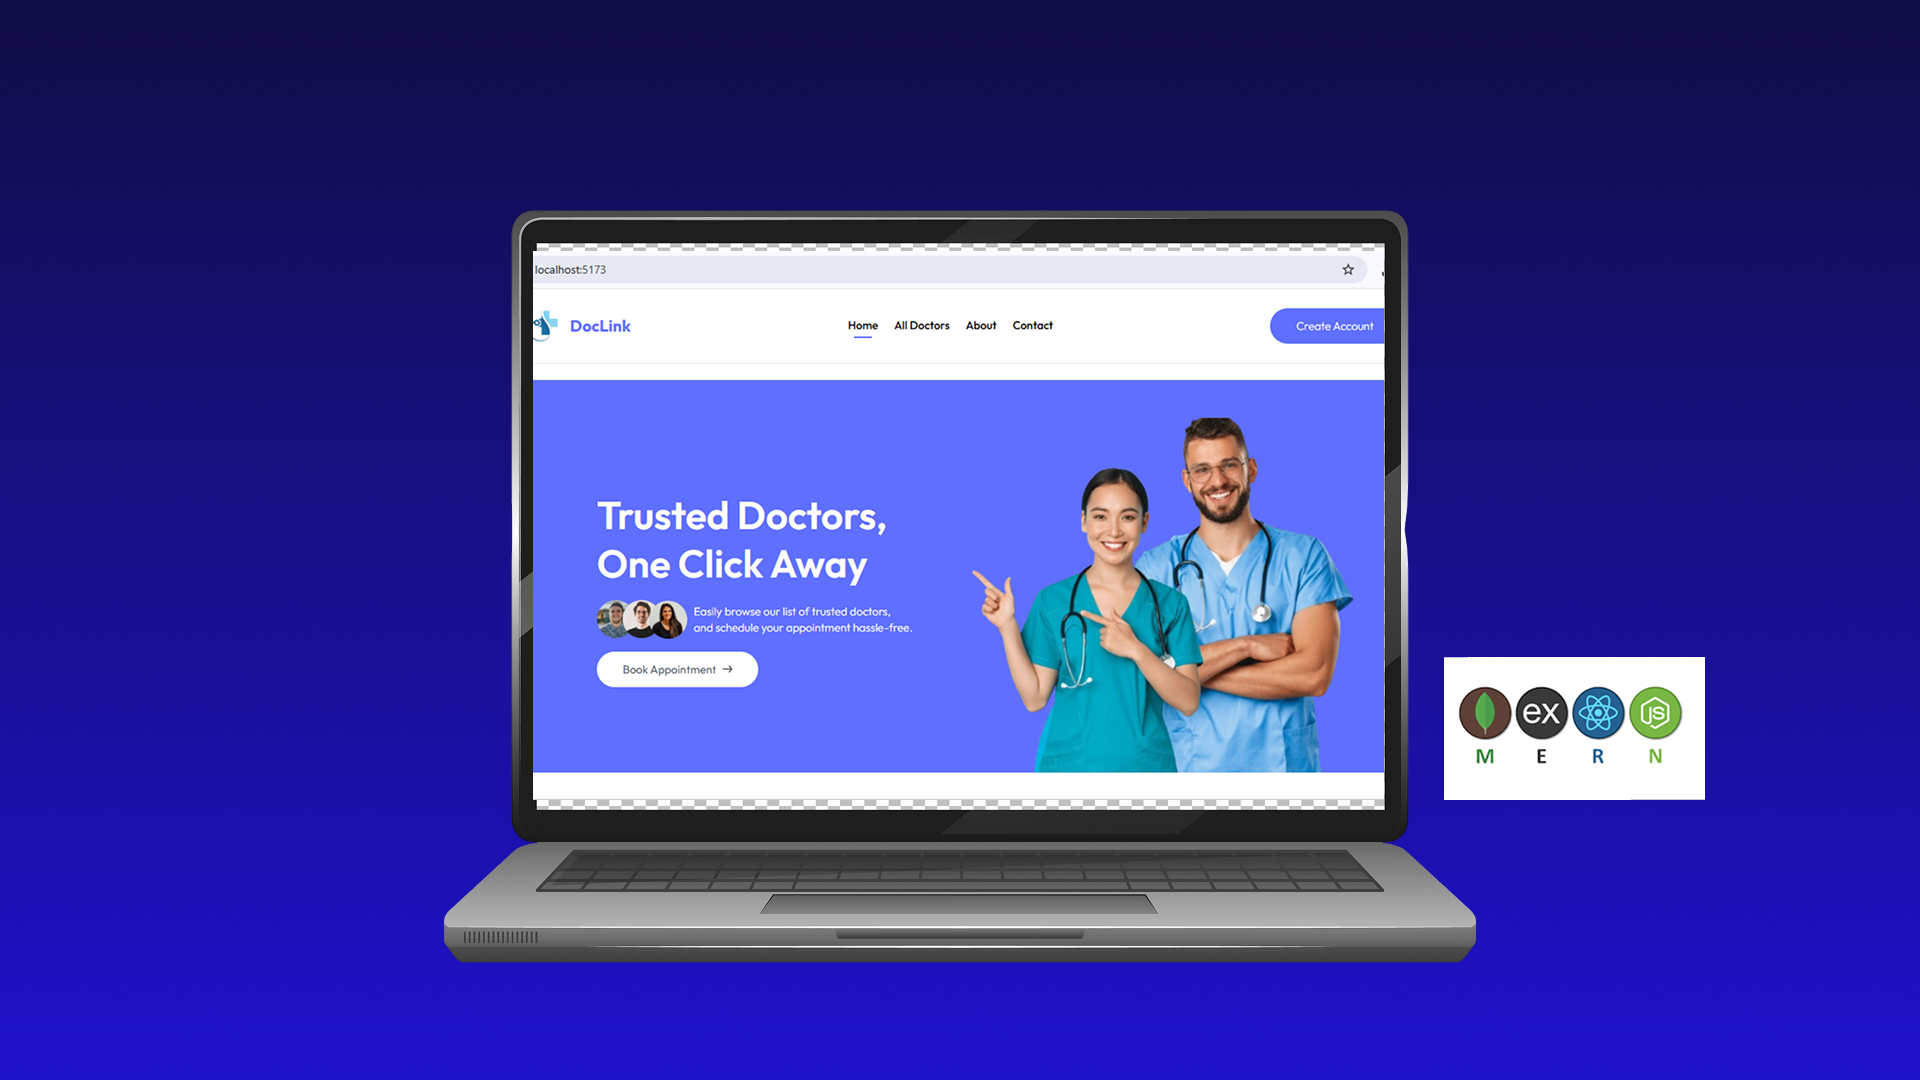 localhost:5173
DocLink
Home All Doctors About Contact
Create Account
Trusted Doctors,
One Click Away
Easily browse our list of trusted doctors,
and schedule your appointment hassle-free.
Book Appointment →
ex JS
M E R N